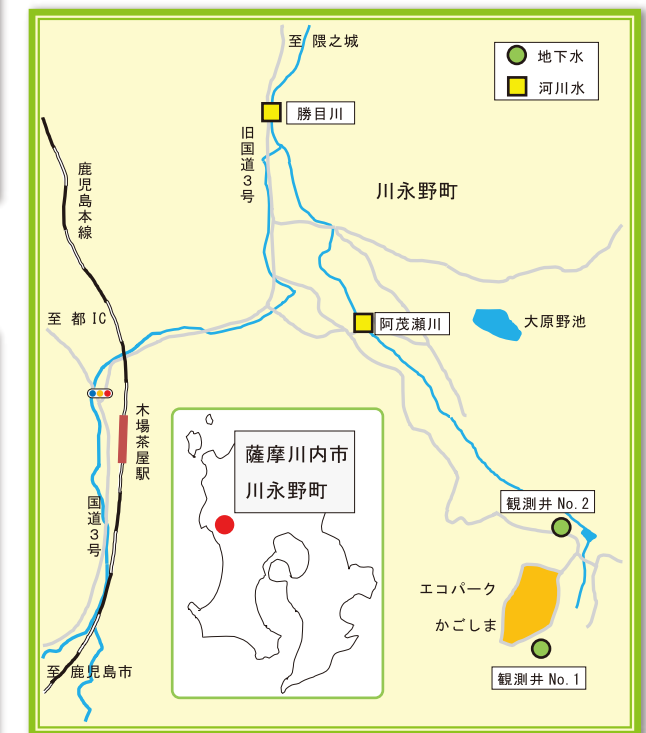 至 隈之城
地下水
河川水
勝目川
旧国道3号
鹿児島本線
川永野町
至 都IC
阿茂瀬川
大原野池
木場茶屋駅
薩摩川内市
川永野町
国道3号
観測井 No.2
エコパーク
かごしま
至 鹿児島市
観測井 No.1